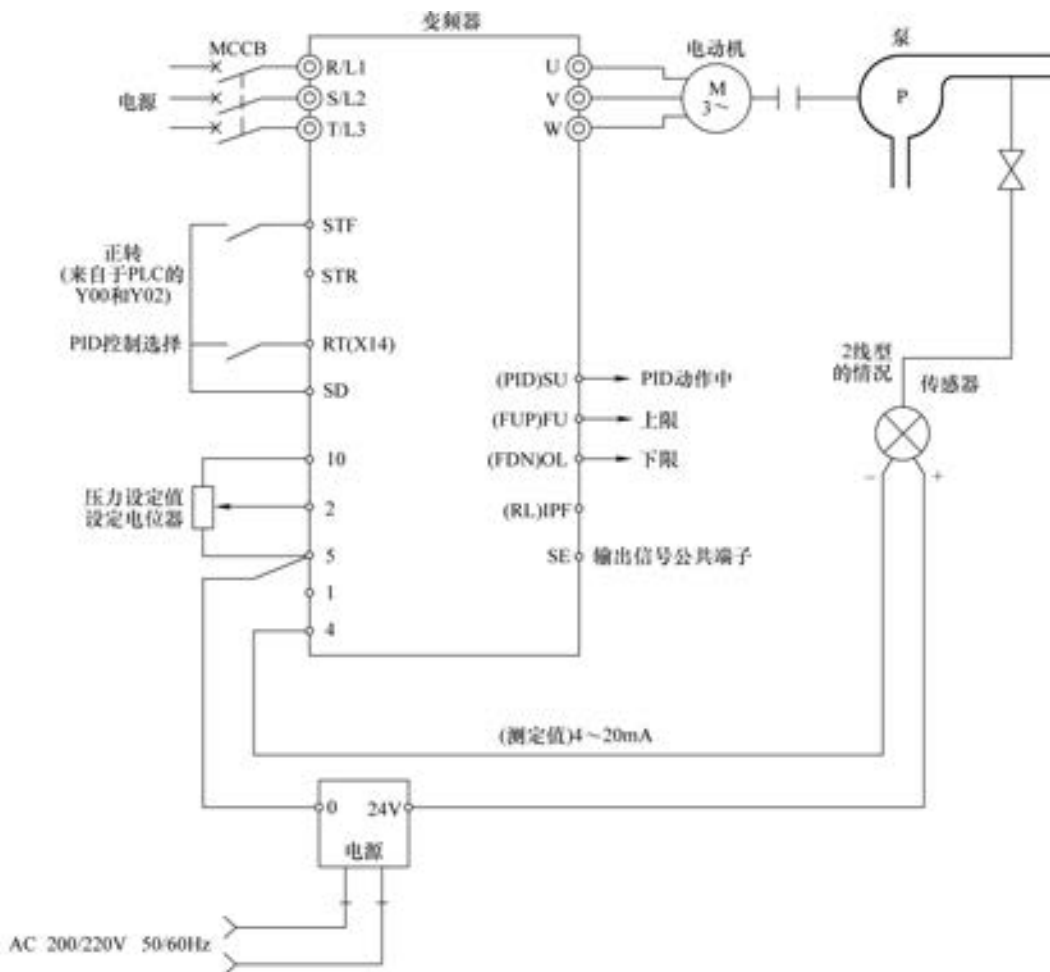 变频器
MCCB
电源
R/L1
S/L2
T/L3
U
V
W
电动机
M
3～
泵
P
正转
(来自于PLC的
Y00和Y02)
PID控制选择
STF
STR
RT(X14)
SD
10
压力设定值
设定电位器
2
5
1
4
(PID)SU
PID动作中
(FUP)FU
上限
(FDN)OL
下限
(RL)IPF
SE
输出信号公共端子
2线型
的情况
传感器
－
+
(测定值)4～20mA
0
24V
电源
AC 200/220V 50/60Hz